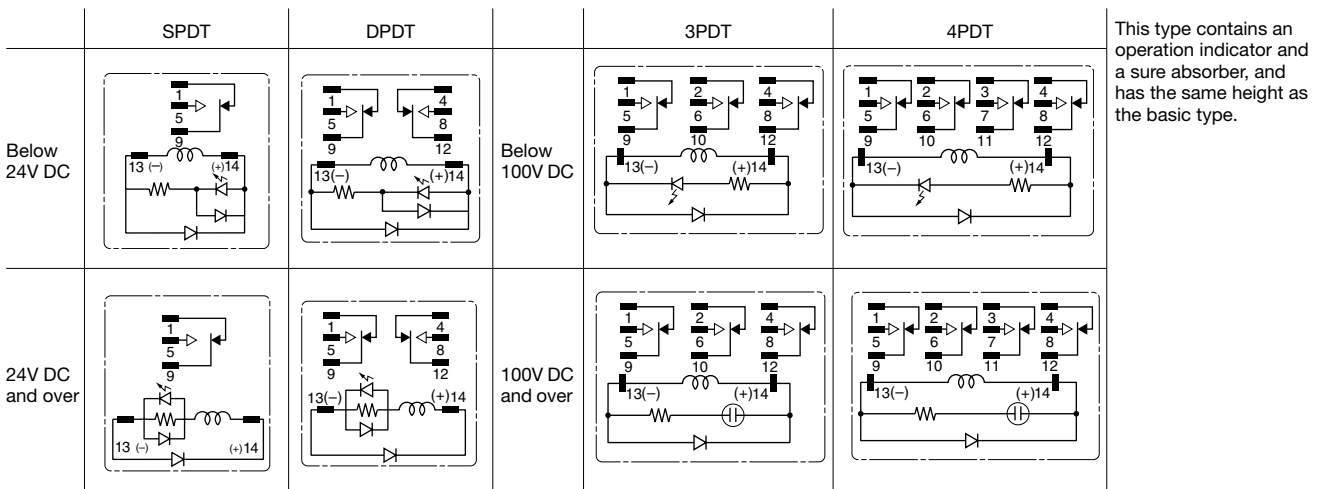 SPDT DPDT 3PDT 4PDT
This type contains an
operation indicator and
a sure absorber, and
has the same height as
the basic type.
Below
24V DC
1
5
9
13 (–) (+)14
1 4
5 8
9 12
13(–) (+)14
Below
100V DC
1 2 4
5 6 8
9 10 12
13(–) (+)14
1 2 3 4
5 6 7 8
9 10 11 12
13(–) (+)14
24V DC
and over
1
5
9
13 (–) (+)14
1 4
5 8
9 12
13(–) (+)14
100V DC
and over
1 2 4
5 6 8
9 10 12
13(–) (+)14
1 2 3 4
5 6 7 8
9 10 11 12
13(–) (+)14